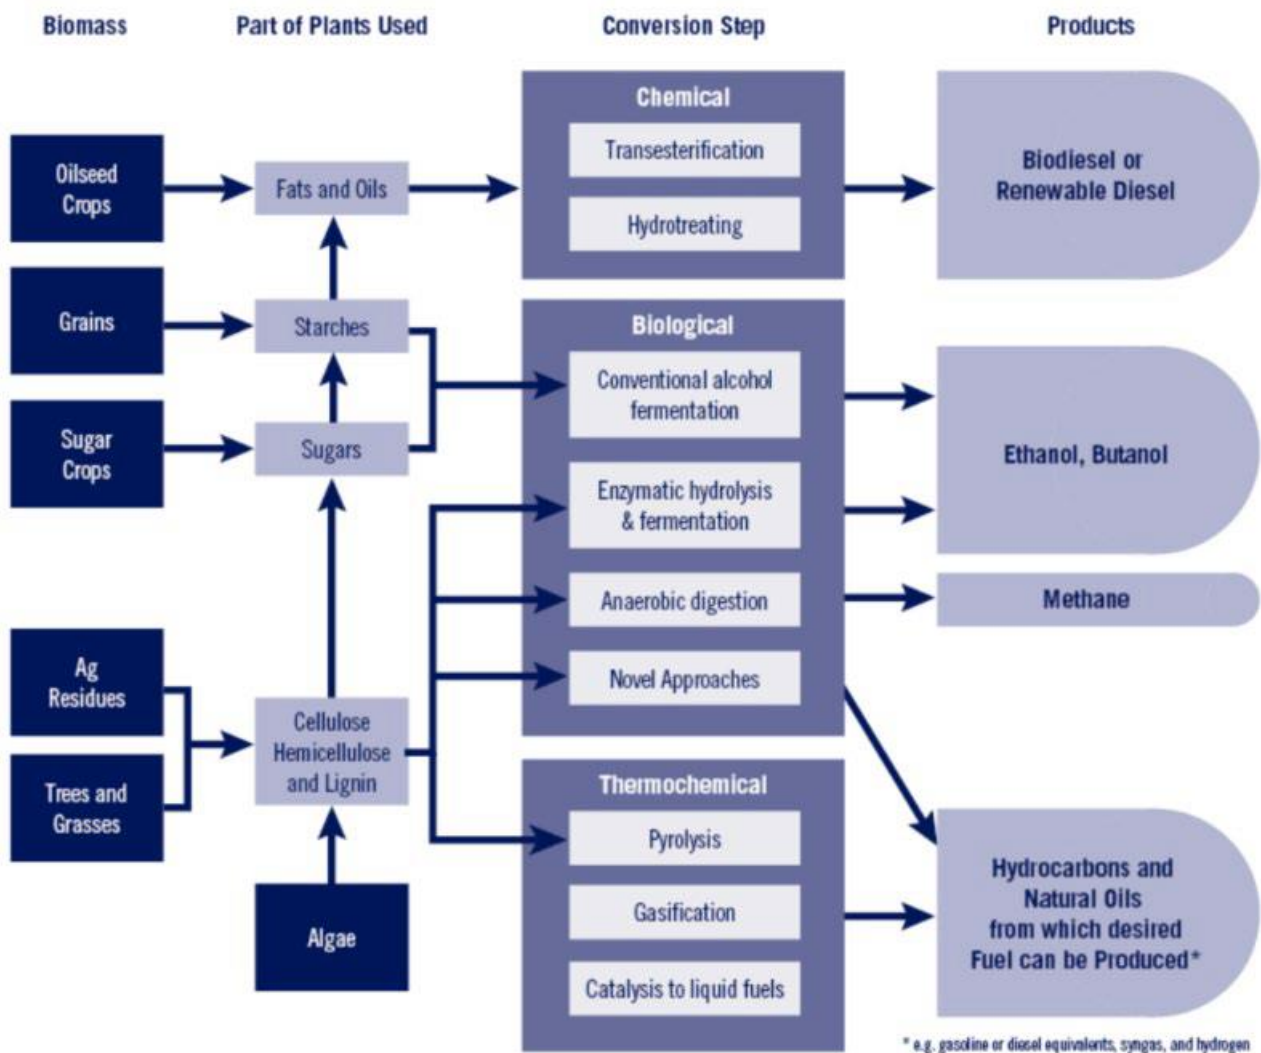 Biomass
Part of Plants Used
Conversion Step
Products
Oilseed
Crops
Fats and Oils
Chemical
Transesterification
Hydrotreating
Biodiesel or
Renewable Diesel
Grains
Starches
Sugar
Crops
Sugars
Biological
Conventional alcohol
fermentation
Enzymatic hydrolysis
& fermentation
Anaerobic digestion
Novel Approaches
Ethanol, Butanol
Methane
Ag
Residues
Trees and
Grasses
Cellulose
Hemicellulose
and Lignin
Algae
Thermochemical
Pyrolysis
Gasification
Catalysis to liquid fuels
Hydrocarbons and
Natural Oils
from which desired
Fuel can be Produced*
* e.g. gasoline or diesel equivalents, syngas, and hydrogen